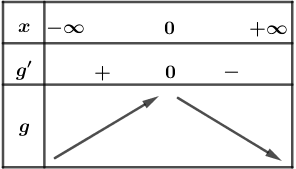 x −∞ 0 +∞
g′ + 0 −
g